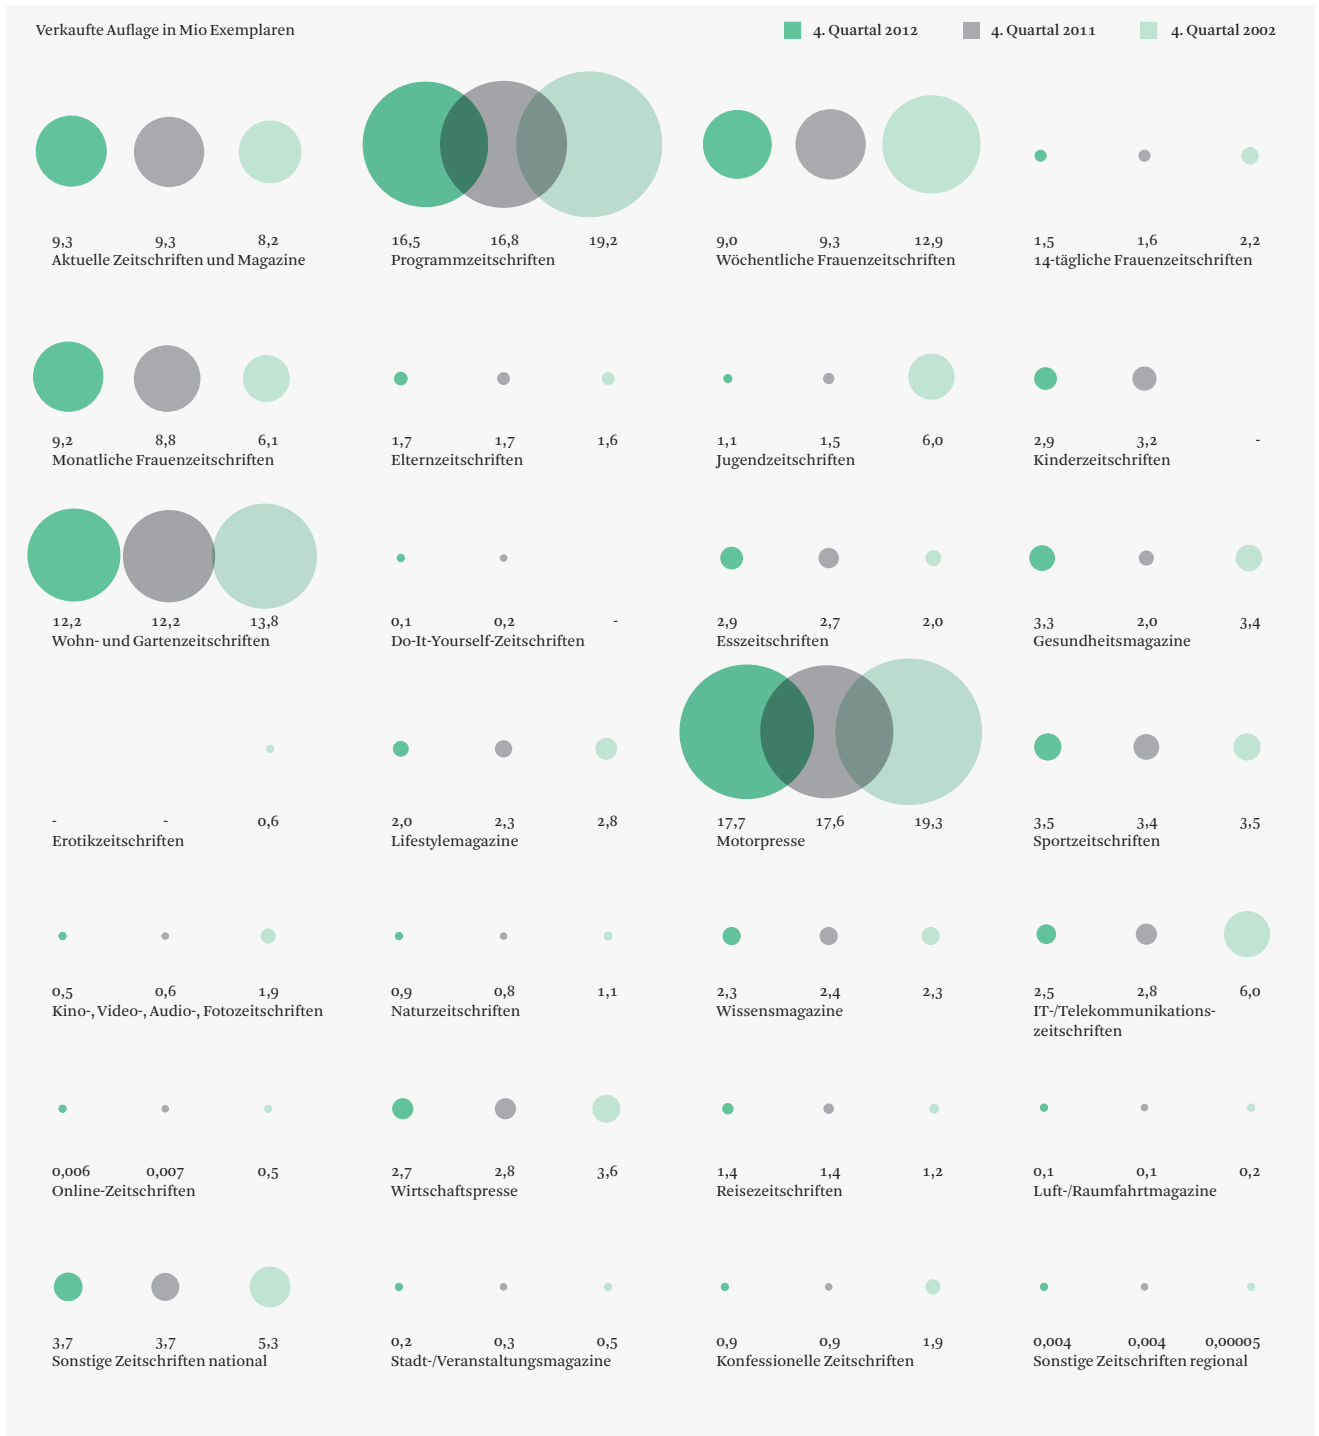 Verkaufte Auflage in Mio Exemplaren
4. Quartal 2012
4. Quartal 2011
4. Quartal 2002
9,3 9,3 8,2
Aktuelle Zeitschriften und Magazine
16,5 16,8 19,2
Programmzeitschriften
9,0 9,3 12,9
Wöchentliche Frauenzeitschriften
1,5 1,6 2,2
14-tägliche Frauenzeitschriften
9,2 8,8 6,1
Monatliche Frauenzeitschriften
1,7 1,7 1,6
Elternzeitschriften
1,1 1,5 6,0
Jugendzeitschriften
2,9 3,2 -
Kinderzeitschriften
12,2 12,2 13,8
Wohn- und Gartenzeitschriften
0,1 0,2 -
Do-It-Yourself-Zeitschriften
2,9 2,7 2,0
Esszeitschriften
3,3 2,0 3,4
Gesundheitsmagazine
- - 0,6
Erotikzeitschriften
2,0 2,3 2,8
Lifestylemagazine
17,7 17,6 19,3
Motorpresse
3,5 3,4 3,5
Sportzeitschriften
0,5 0,6 1,9
Kino-, Video-, Audio-, Fotozeitschriften
0,9 0,8 1,1
Naturzeitschriften
2,3 2,4 2,3
Wissensmagazine
2,5 2,8 6,0
IT-/Telekommunikations-
zeitschriften
0,006 0,007 0,5
Online-Zeitschriften
2,7 2,8 3,6
Wirtschaftspresse
1,4 1,4 1,2
Reisezeitschriften
0,1 0,1 0,2
Luft-/Raumfahrtmagazine
3,7 3,7 5,3
Sonstige Zeitschriften national
0,2 0,3 0,5
Stadt-/Veranstaltungsmagazine
0,9 0,9 1,9
Konfessionelle Zeitschriften
0,004 0,004 0,00005
Sonstige Zeitschriften regional